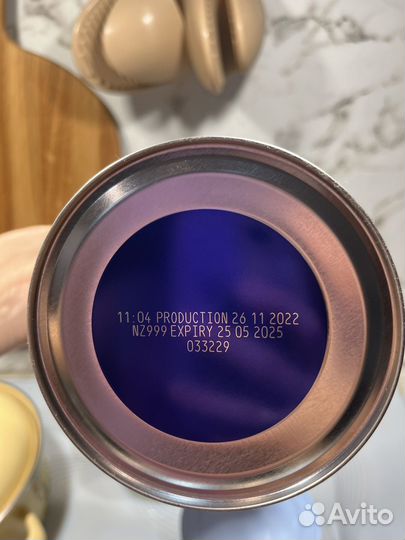 11:04 PRODUCTION 26 11 2022
NZ999 EXPIRY 25 05 2025
033229
Avito